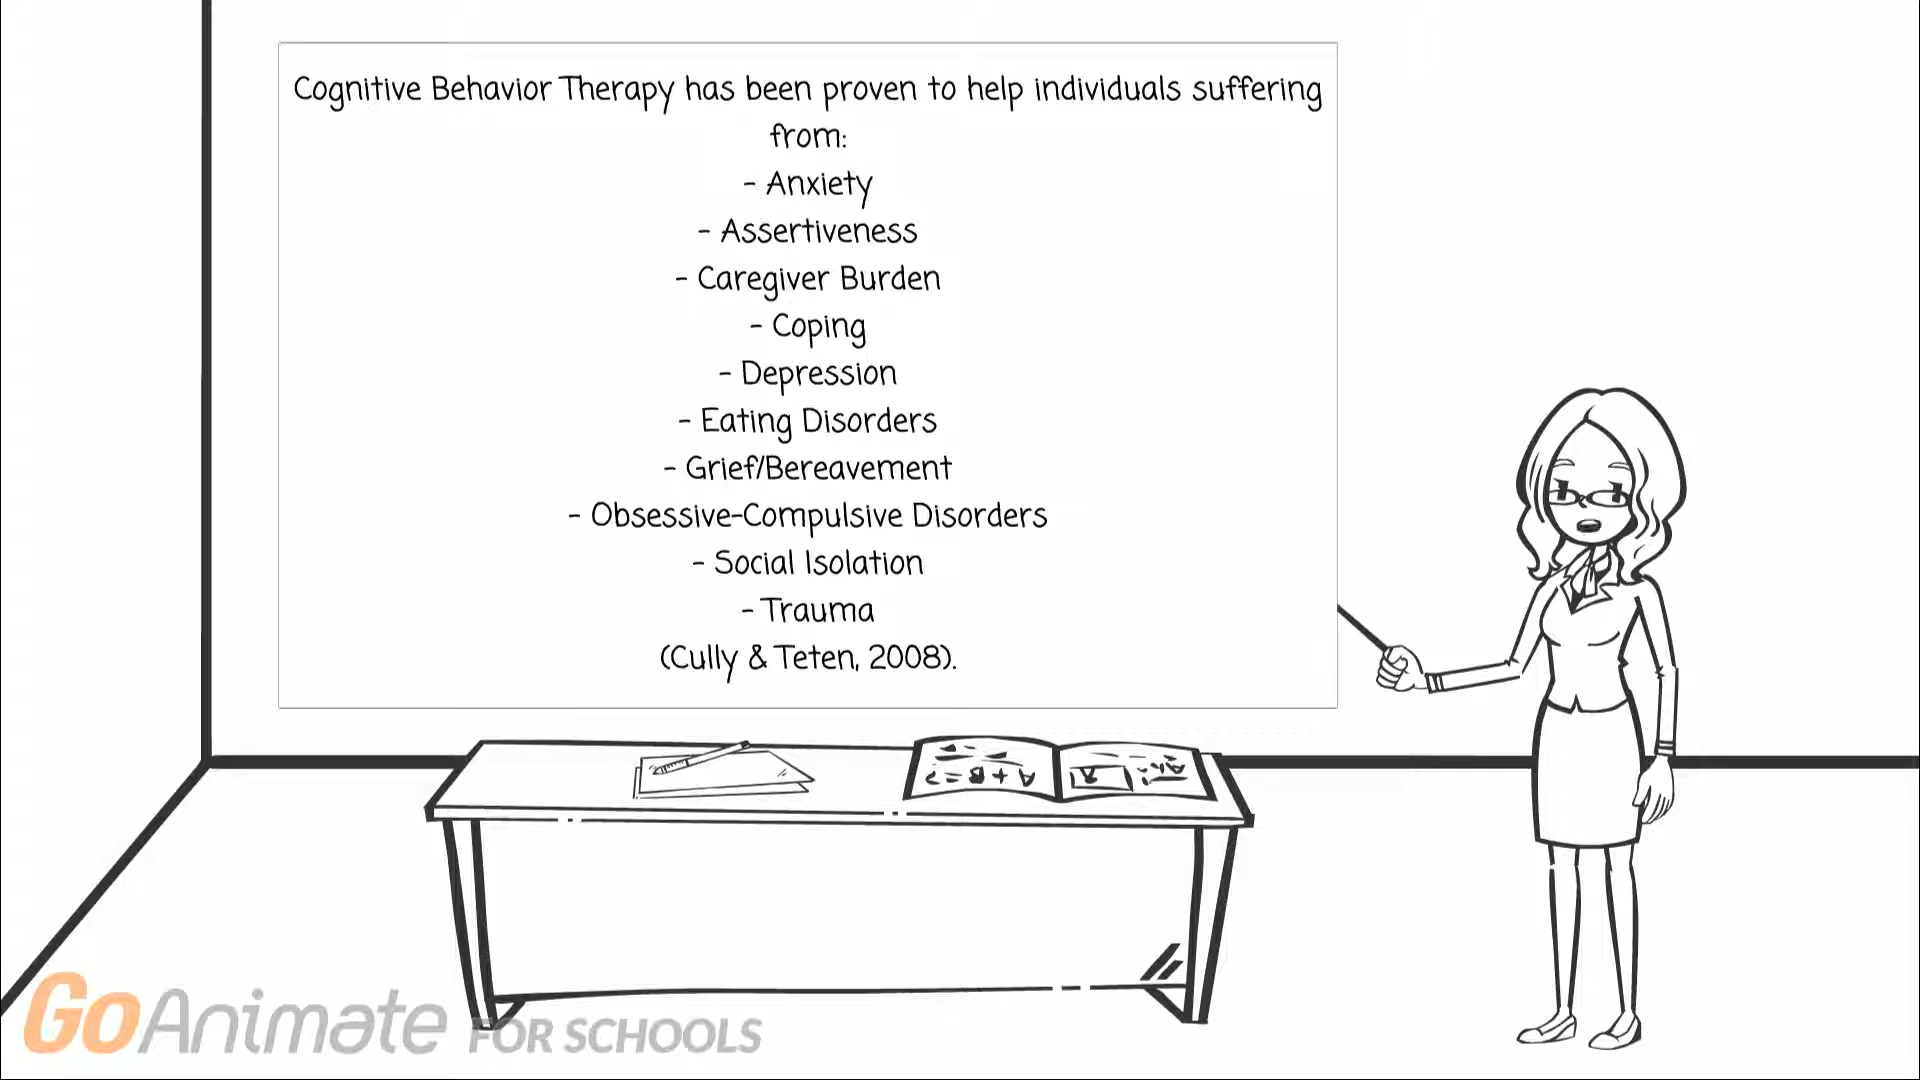 Cognitive Behavior Therapy has been proven to help individuals suffering
from:
- Anxiety
- Assertiveness
- Caregiver Burden
- Coping
- Depression
- Eating Disorders
- Grief/Bereavement
- Obsessive-Compulsive Disorders
- Social Isolation
- Trauma
(Cully & Teten, 2008).
GoAnimate FOR SCHOOLS